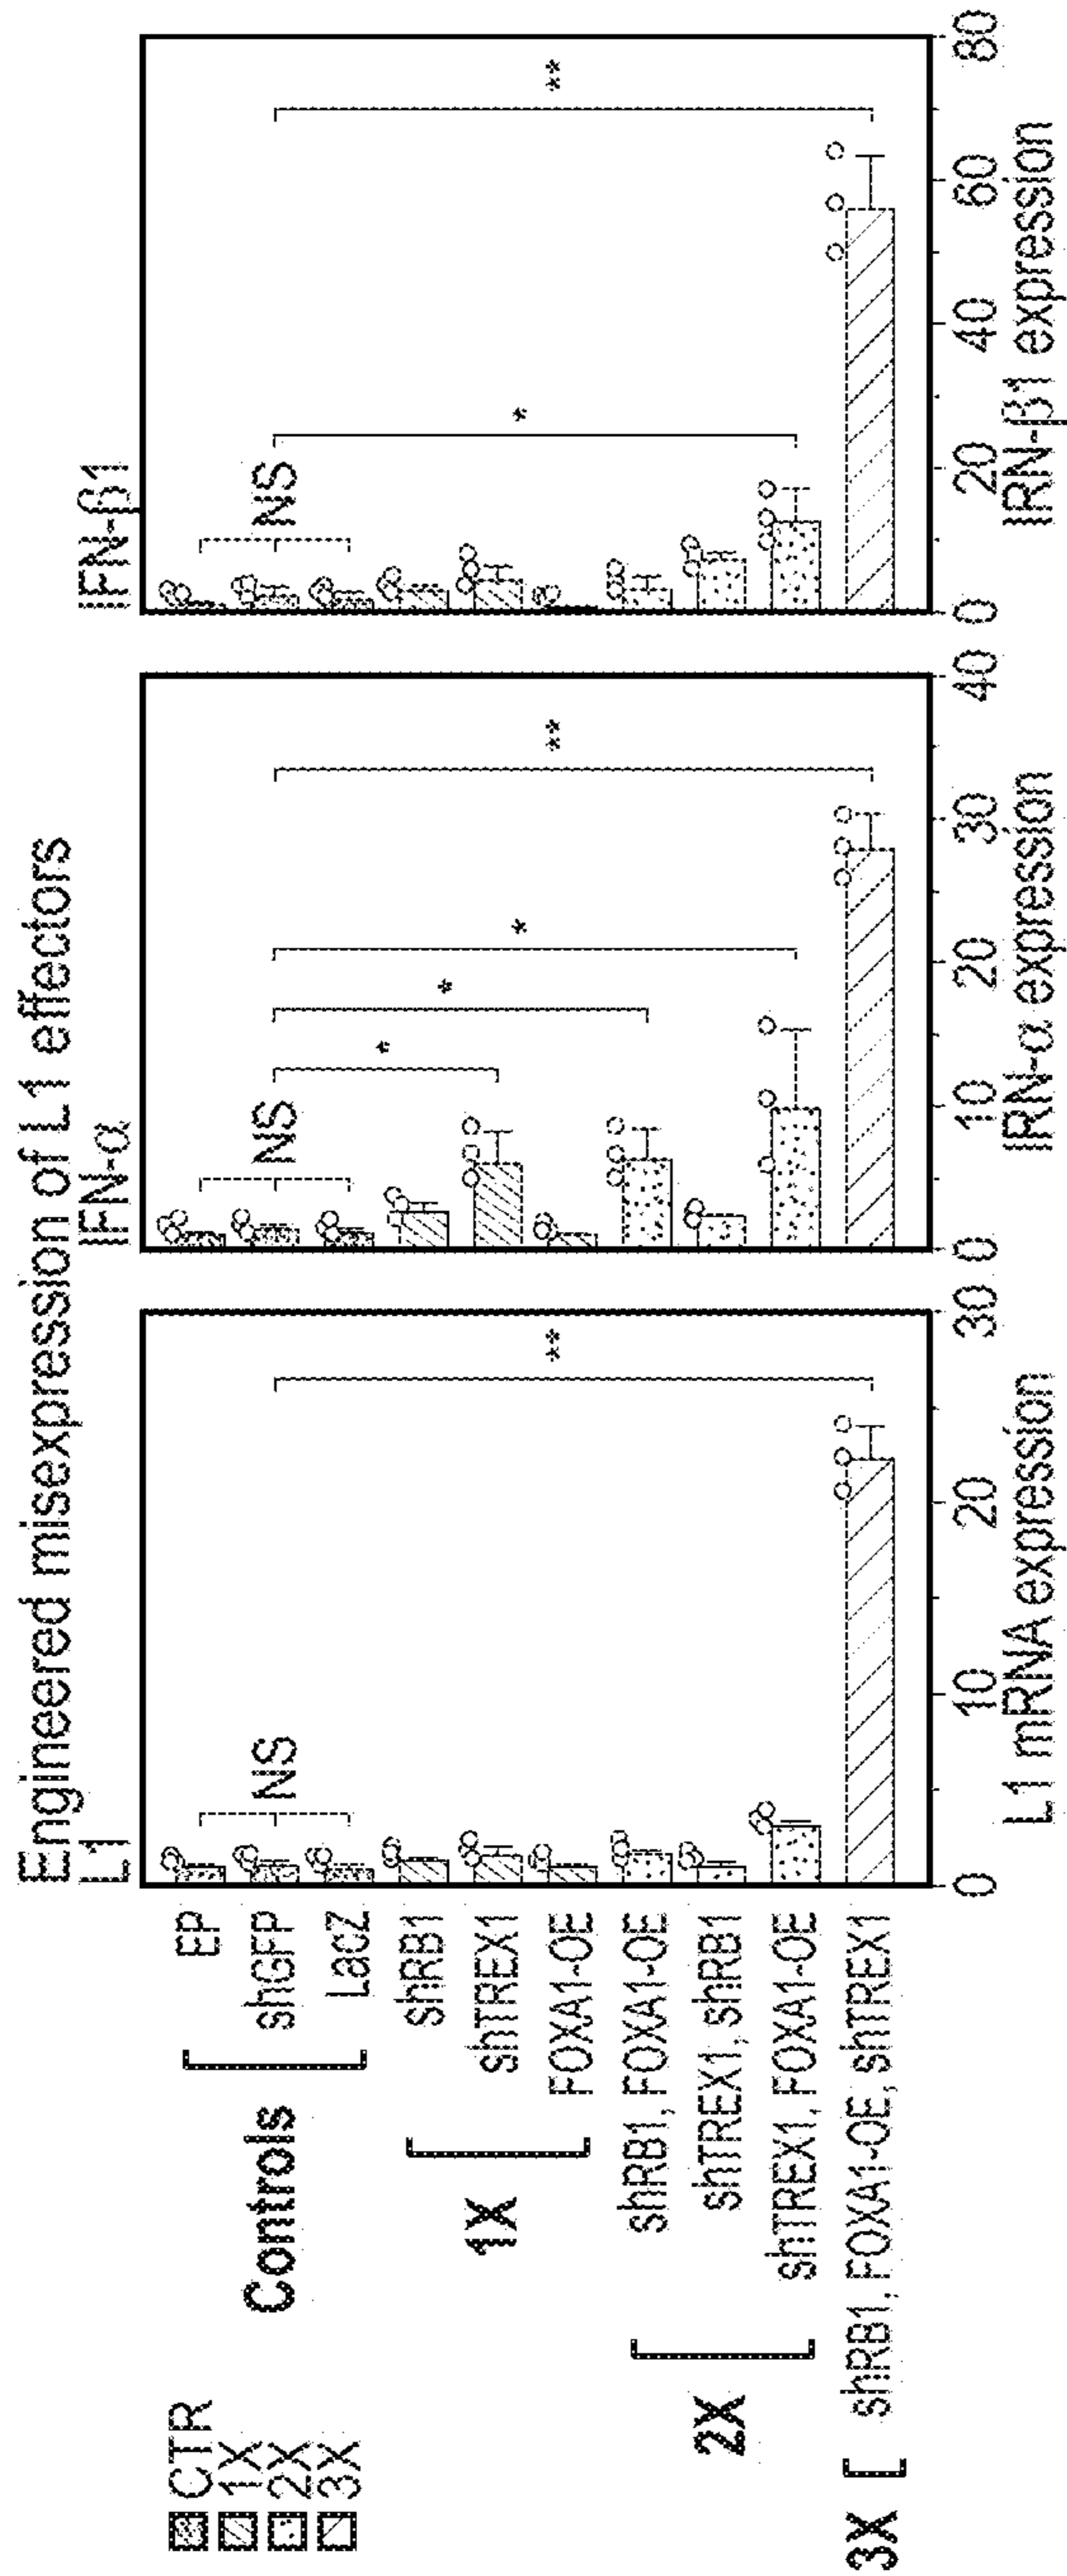 Engineered misexpression of L1 effectors
L1
IFN-α
IFN-β1
CTR
1X
2X
3X
Controls
EP
shGFP
LacZ
1X
shRB1
shTREX1
FOXA1-OE
2X
shRB1, FOXA1-OE
shTREX1, shRB1
shTREX1, FOXA1-OE
3X
shRB1, FOXA1-OE, shTREX1
NS
**
0 10 20 30
L1 mRNA expression
NS
*
*
*
**
0 10 20 30 40
IRN-α expression
NS
*
**
0 20 40 60 80
IRN-β1 expression